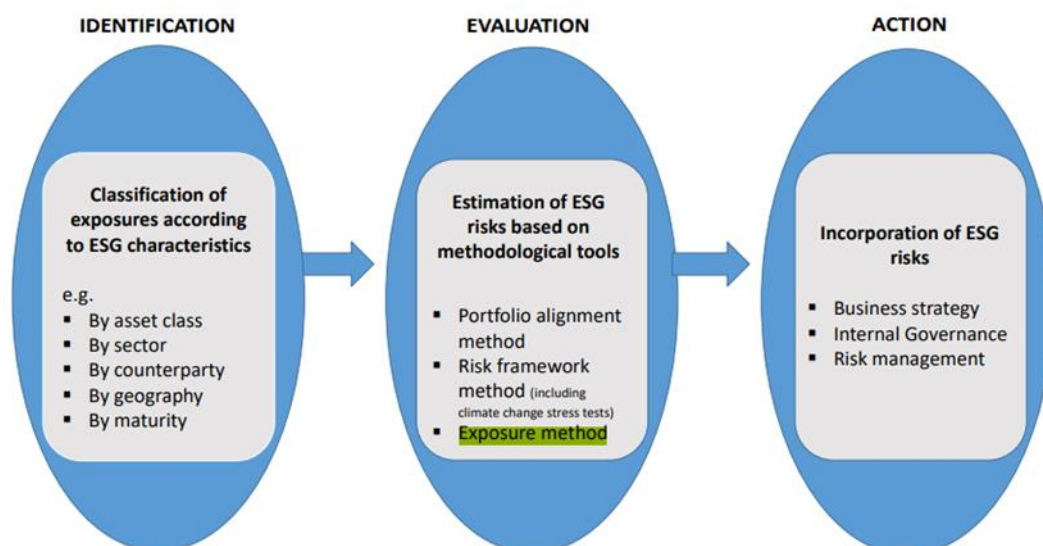 IDENTIFICATION
Classification of
exposures according
to ESG characteristics
e.g.
▪ By asset class
▪ By sector
▪ By counterparty
▪ By geography
▪ By maturity
EVALUATION
Estimation of ESG
risks based on
methodological tools
▪ Portfolio alignment
method
▪ Risk framework
method (including
climate change stress tests)
▪ Exposure method
ACTION
Incorporation of ESG
risks
▪ Business strategy
▪ Internal Governance
▪ Risk management